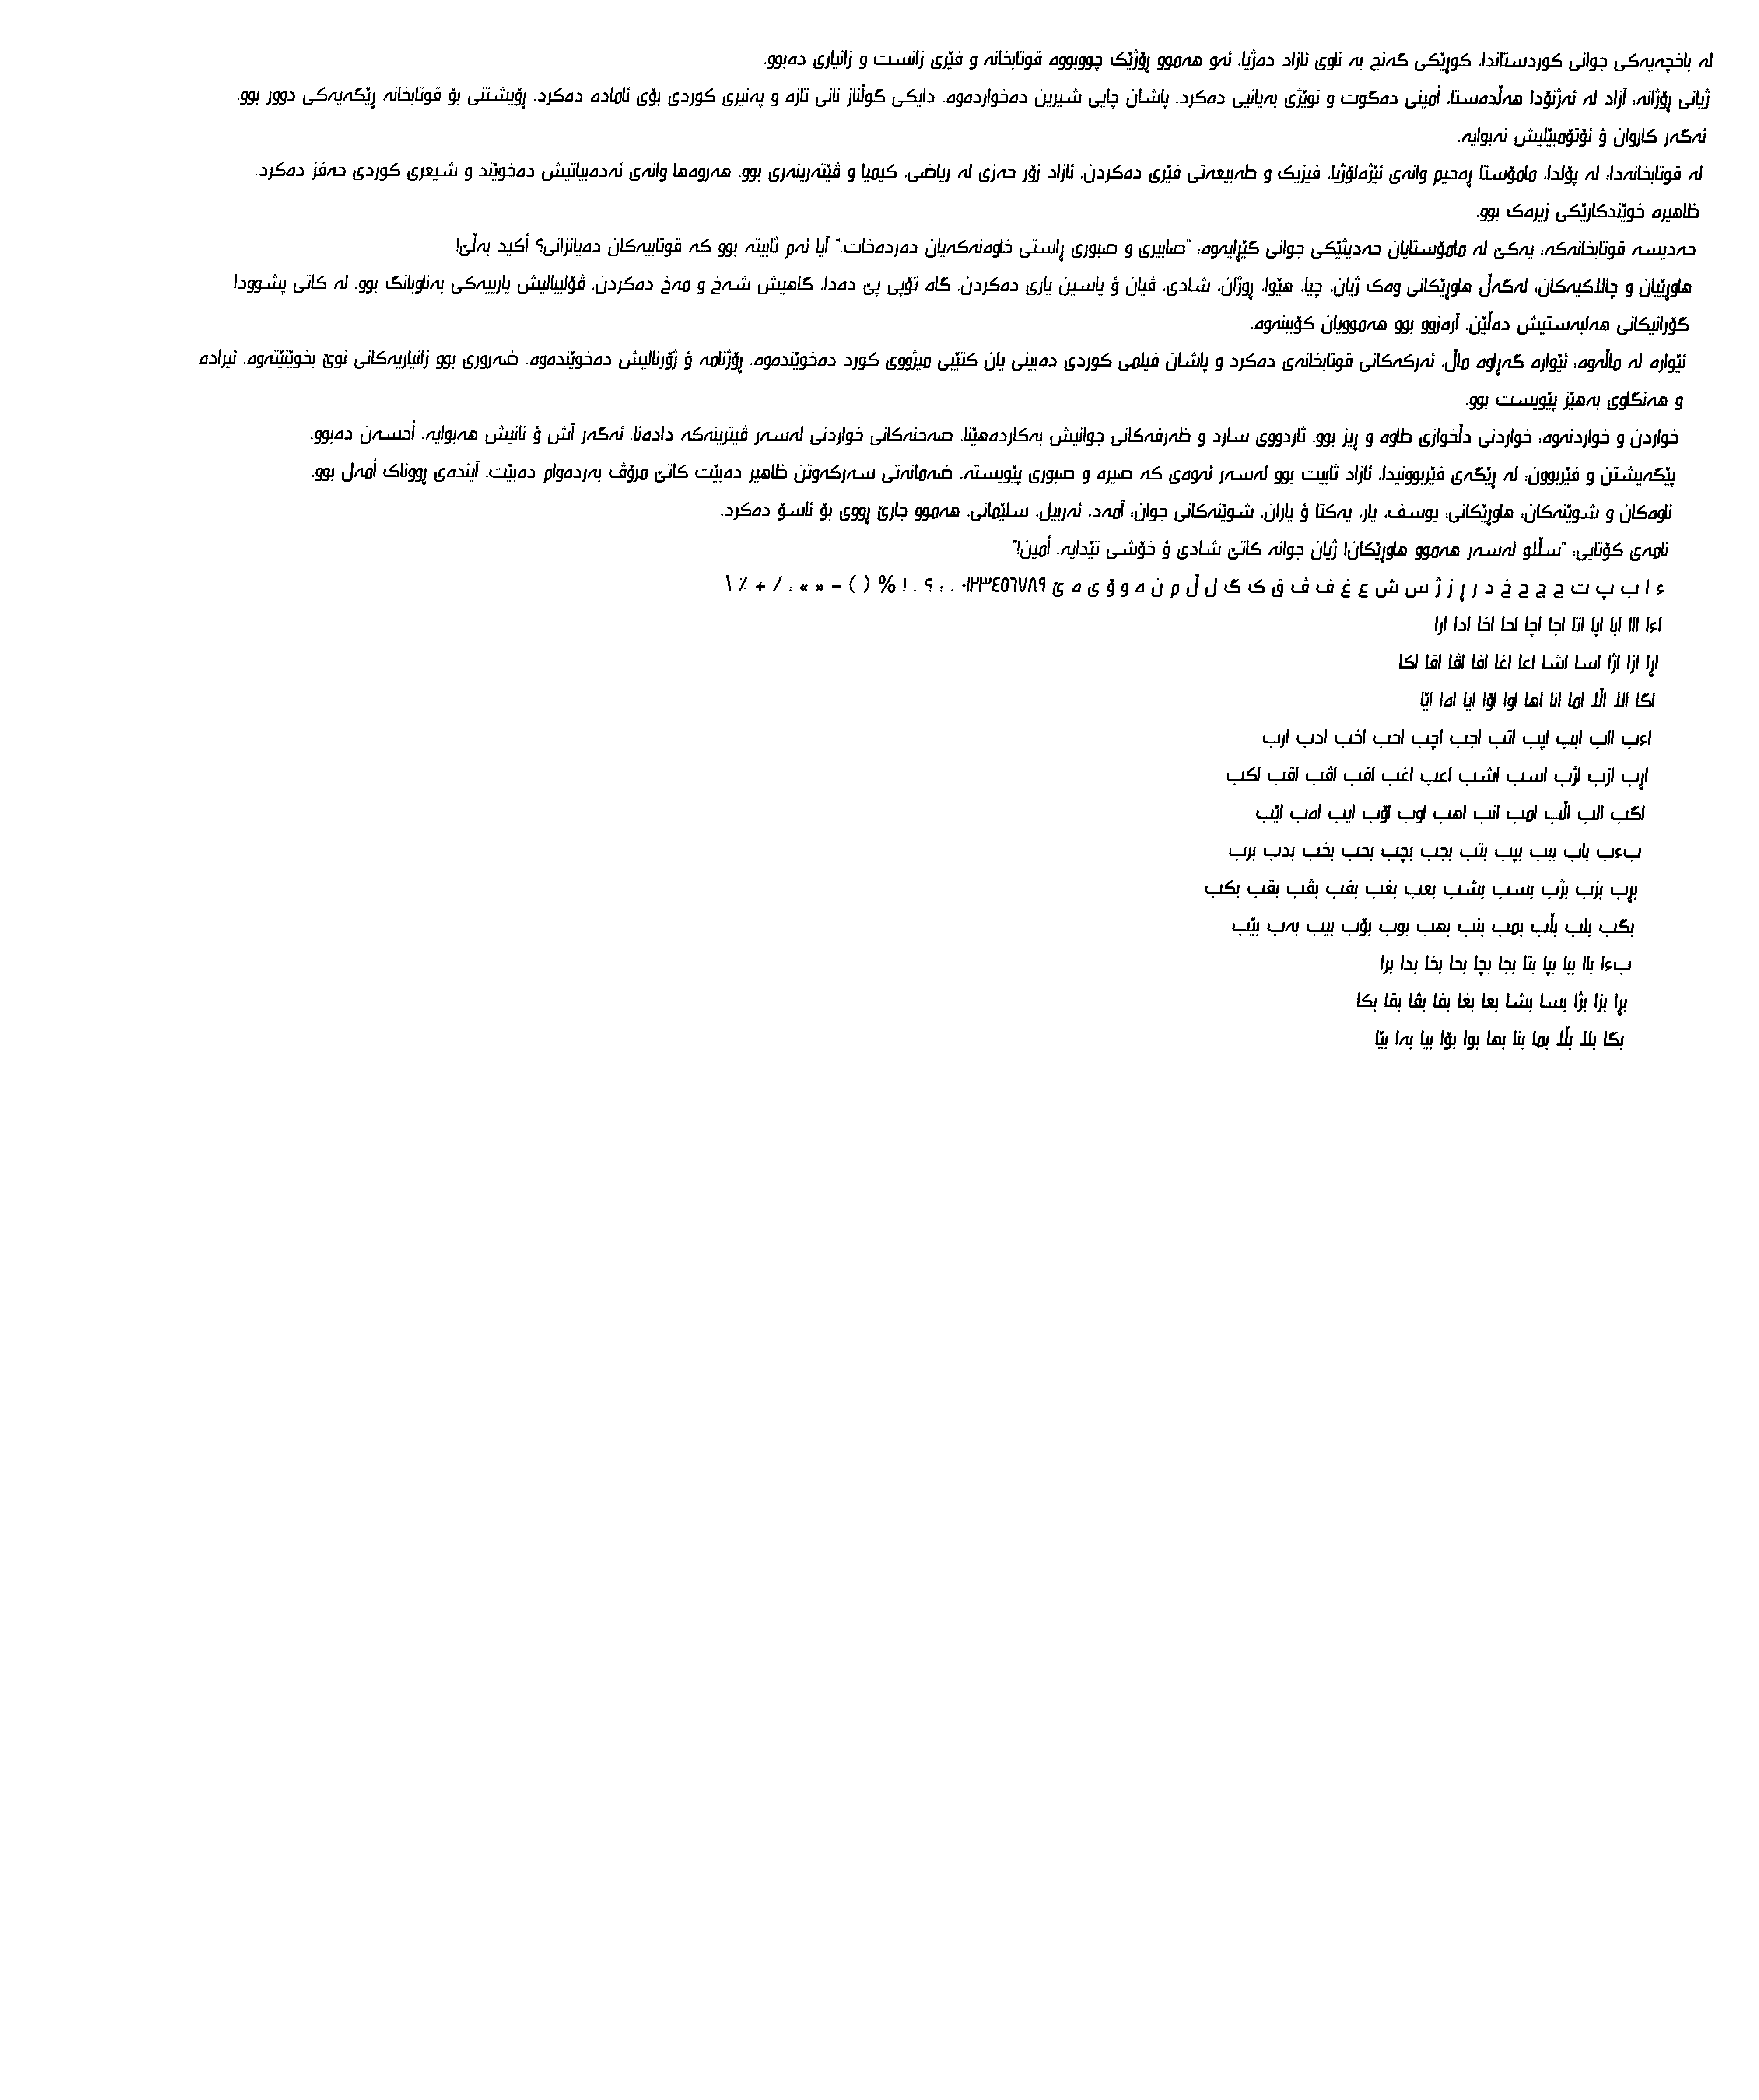 لە باخچەیەکی جوانی کوردستاندا، کوڕێکی گەنج بە ناوی ئازاد دەژیا. ئەو هەموو ڕۆژێک چووبووە قوتابخانە و فێری زانست و زانیاری دەبوو.
ژیانی ڕۆژانە: آزاد لە ئەژنۆدا هەڵدەستا، أمینی دەگوت و نوێژی بەیانیی دەکرد. پاشان چایی شیرین دەخواردەوە. دایکی گوڵناز نانی تازە و پەنیری کوردی بۆی ئامادە دەکرد. ڕۆیشتنی بۆ قوتابخانە ڕێگەیەکی دوور بوو.
ئەگەر کاروان ؤ ئۆتۆمبێلیش نەبوایە.
لە قوتابخانەدا: لە پۆلدا، مامۆستا ڕەحیم وانەی ئێژەلۆژیا، فیزیک و طەبیعەتی فێری دەکردن. ئازاد زۆر حەزی لە ریاضی، کیمیا و ڤێتەرینەری بوو. هەروەها وانەی ئەدەبیاتیش دەخوێند و شیعری کوردی حەفز دەکرد.
ظاهیرە خوێندکارێکی زیرەک بوو.
حەدیسە قوتابخانەکە: یەکێ لە مامۆستایان حەدیثێکی جوانی گێڕایەوە: "صابیری و صبوری ڕاستی خاوەنەکەیان دەردەخات." آیا ئەم ثابیتە بوو کە قوتابیەکان دەیانزانی؟ أکید بەڵێ!
هاوڕێیان و چالاکیەکان: لەگەڵ هاوڕێکانی وەک ژیان، چیا، هێوا، ڕوژان، شادی، ڤیان ؤ یاسین یاری دەکردن. گاە تۆپی پێ دەدا، گاهیش شەخ و مەخ دەکردن. ڤۆلیبالیش یارییەکی بەناوبانگ بوو. لە کاتی پشوودا
گۆرانیکانی هەلبەستیش دەڵێن. آرەزوو بوو هەموویان کۆببنەوە.
ئێوارە لە ماڵەوە: ئێوارە گەڕاوە ماڵ، ئەرکەکانی قوتابخانەی دەکرد و پاشان فیلمی کوردی دەبینی یان کتێبی میژووی کورد دەخوێندەوە. ڕۆژنامە ؤ ژۆرنالیش دەخوێندەوە. ضەروری بوو زانیاریەکانی نوێ بخوێنێتەوە. ئیرادە
و هەنگاوی بەهێز پێویست بوو.
خواردن و خواردنەوە: خواردنی دڵخوازی طاوە و ڕیز بوو. ثاردووی سارد و ظەرفەکانی جوانیش بەکاردەهێنا. صەحنەکانی خواردنی لەسەر ڤیترینەکە دادەنا. ئەگەر آش ؤ نانیش هەبوایە، أحسەن دەبوو.
پێگەیشتن و فێربوون: لە ڕێگەی فێربوونیدا، ئازاد ثابیت بوو لەسەر ئەوەی کە صبرە و صبوری پێویستە. ضەمانەتی سەرکەوتن ظاهیر دەبێت کاتێ مرۆڤ بەردەوام دەبێت. آیندەی ڕووناک أمەل بوو.
ناوەکان و شوێنەکان: هاوڕێکانی: یوسف، یار، یەکتا ؤ یاران. شوێنەکانی جوان: آمەد، ئەربیل، سلێمانی. هەموو جارێ ڕووی بۆ ئاسۆ دەکرد.
نامەی کۆتایی: "سڵاو لەسەر هەموو هاوڕێکان! ژیان جوانە کاتێ شادی ؤ خۆشی تێدایە. أمین!"
ء ا ب پ ت ج چ ح خ د ر ڕ ز ژ س ش ع غ ف ڤ ق ک گ ل ڵ م ن ه و ۆ ی ە ێ ٠١٢٣٤٥٦٧٨٩ ، ؛ ؟ . ! % ( ) - « » : / + ٪ \
اءا ااا ابا اپا اتا اجا اچا احا اخا ادا ارا
اڕا ازا اژا اسا اشا اعا اغا افا اڤا اقا اکا
اگا الا اڵا اما انا اها اوا اۆا ایا اەا اێا
اءب ااب ابب اپب اتب اجب اچب احب اخب ادب ارب
اڕب ازب اژب اسب اشب اعب اغب افب اڤب اقب اکب
اگب الب اڵب امب انب اهب اوب اۆب ایب اەب اێب
بءب باب ببب بپب بتب بجب بچب بحب بخب بدب برب
بڕب بزب بژب بسب بشب بعب بغب بفب بڤب بقب بکب
بگب بلب بڵب بمب بنب بهب بوب بۆب بیب بەب بێب
بءا باا ببا بپا بتا بجا بچا بحا بخا بدا برا
بڕا بزا بژا بسا بشا بعا بغا بفا بڤا بقا بکا
بگا بلا بڵا بما بنا بها بوا بۆا بیا بەا بێا